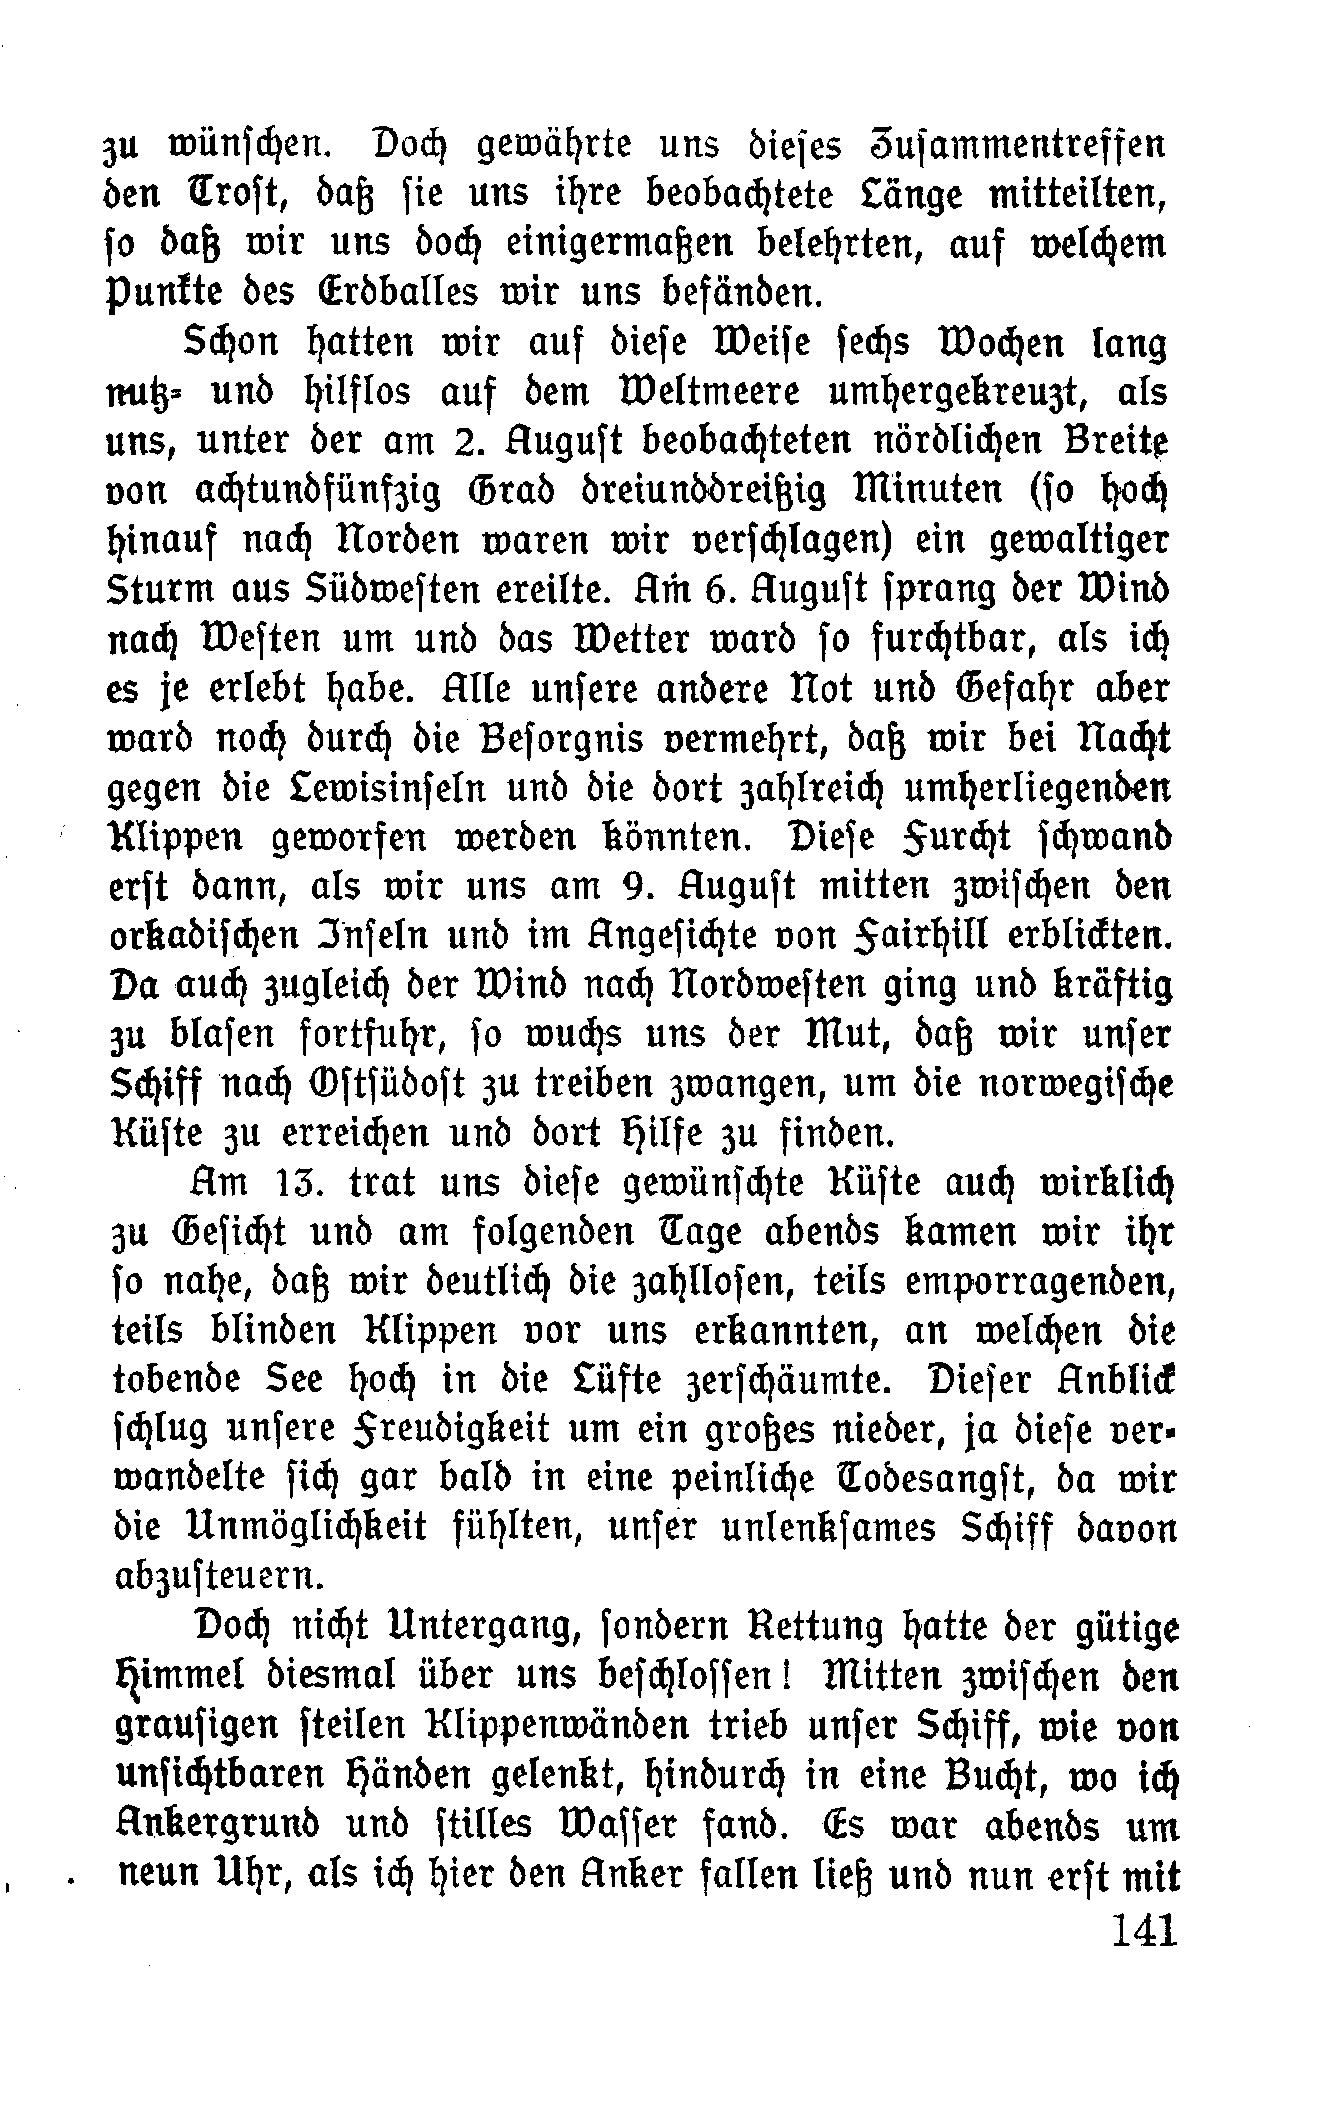 zu wünſchen. Doch gewährte uns dieſes Zuſammentreffen
den Troſt, daß ſie uns ihre beobachtete Länge mitteilten,
ſo daß wir uns doch einigermaßen belehrten, auf welchem
Punkte des Erdballes wir uns befänden.
Schon hatten wir auf dieſe Weiſe ſechs Wochen lang
nutz- und hilflos auf dem Weltmeere umhergekreuzt, als
uns, unter der am 2. Auguſt beobachteten nördlichen Breite
von achtundfünfzig Grad dreiunddreißig Minuten (ſo hoch
hinauf nach Norden waren wir verſchlagen) ein gewaltiger
Sturm aus Südweſten ereilte. Am 6. Auguſt ſprang der Wind
nach Weſten um und das Wetter ward ſo furchtbar, als ich
es je erlebt habe. Alle unſere andere Not und Gefahr aber
ward noch durch die Beſorgnis vermehrt, daß wir bei Nacht
gegen die Lewisinſeln und die dort zahlreich umherliegenden
Klippen geworfen werden könnten. Dieſe Furcht ſchwand
erſt dann, als wir uns am 9. Auguſt mitten zwiſchen den
orkadiſchen Inſeln und im Angeſichte von Fairhill erblickten.
Da auch zugleich der Wind nach Nordweſten ging und kräftig
zu blaſen fortfuhr, ſo wuchs uns der Mut, daß wir unſer
Schiff nach Oſtſüdoſt zu treiben zwangen, um die norwegiſche
Küſte zu erreichen und dort Hilfe zu finden.
Am 13. trat uns dieſe gewünſchte Küſte auch wirklich
zu Geſicht und am folgenden Tage abends kamen wir ihr
ſo nahe, daß wir deutlich die zahlloſen, teils emporragenden,
teils blinden Klippen vor uns erkannten, an welchen die
tobende See hoch in die Lüfte zerſchäumte. Dieſer Anblick
ſchlug unſere Freudigkeit um ein großes nieder, ja dieſe ver-
wandelte ſich gar bald in eine peinliche Todesangſt, da wir
die Unmöglichkeit fühlten, unſer unlenkſames Schiff davon
abzuſteuern.
Doch nicht Untergang, ſondern Rettung hatte der gütige
Himmel diesmal über uns beſchloſſen! Mitten zwiſchen den
grauſigen ſteilen Klippenwänden trieb unſer Schiff, wie von
unſichtbaren Händen gelenkt, hindurch in eine Bucht, wo ich
Ankergrund und ſtilles Waſſer fand. Es war abends um
neun Uhr, als ich hier den Anker fallen ließ und nun erſt mit
141